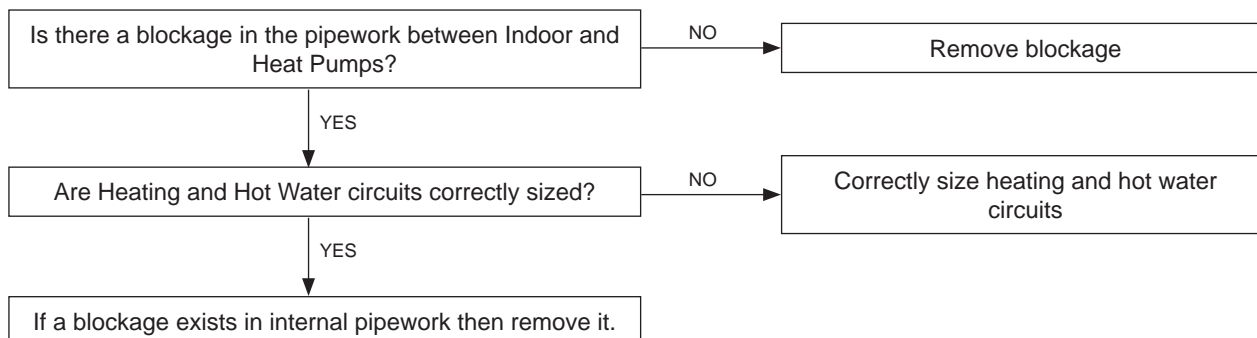 Is there a blockage in the pipework between Indoor and
Heat Pumps?
NO
Remove blockage
YES
Are Heating and Hot Water circuits correctly sized?
NO
Correctly size heating and hot water
circuits
YES
If a blockage exists in internal pipework then remove it.